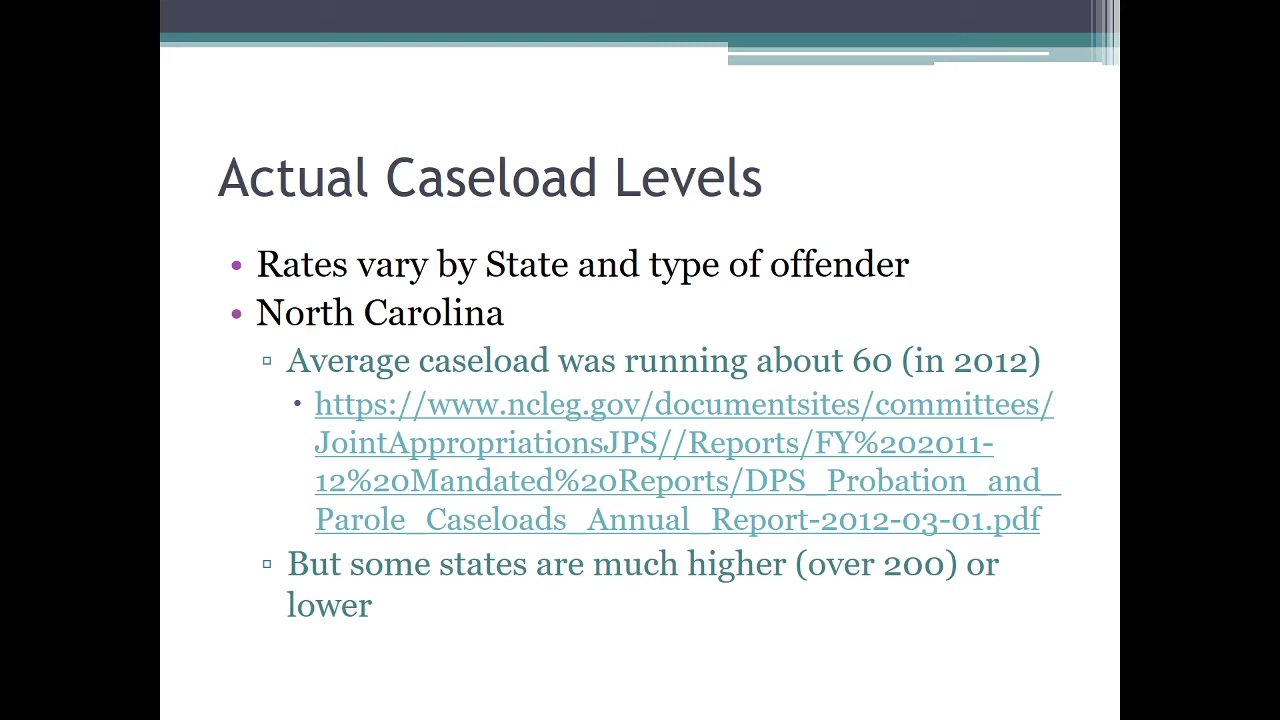 Actual Caseload Levels
• Rates vary by State and type of offender
• North Carolina
▫ Average caseload was running about 60 (in 2012)
• https://www.ncleg.gov/documentsites/committees/
JointAppropriationsJPS//Reports/FY%202011-
12%20Mandated%20Reports/DPS_Probation_and_
Parole_Caseloads_Annual_Report-2012-03-01.pdf
▫ But some states are much higher (over 200) or
lower